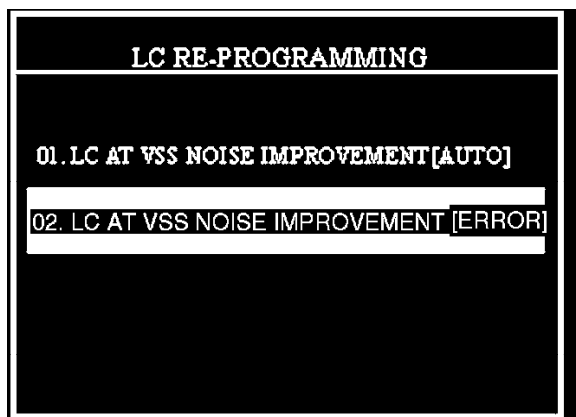 LC RE-PROGRAMMING
01. LC AT VSS NOISE IMPROVEMENT[AUTO]
02. LC AT VSS NOISE IMPROVEMENT [ERROR]